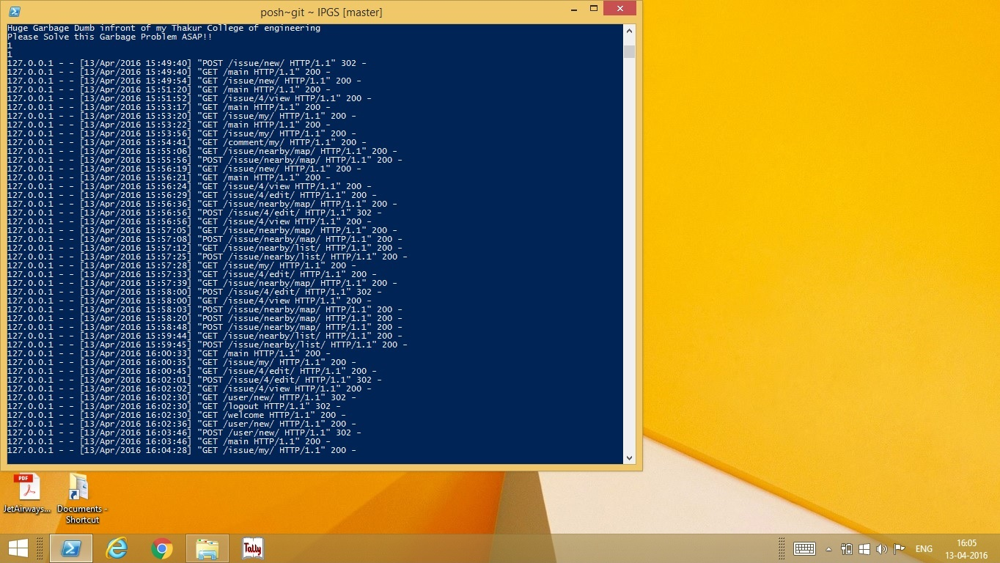 posh~git ~ IPGS [master]
Huge Garbage Dumb infront of my Thakur College of engineering
Please Solve this Garbage Problem ASAP!!
1
1
127.0.0.1 - - [13/Apr/2016 15:49:40] "POST /issue/new/ HTTP/1.1" 302 -
127.0.0.1 - - [13/Apr/2016 15:49:40] "GET /main HTTP/1.1" 200 -
127.0.0.1 - - [13/Apr/2016 15:49:54] "GET /issue/new/ HTTP/1.1" 200 -
127.0.0.1 - - [13/Apr/2016 15:51:20] "GET /main HTTP/1.1" 200 -
127.0.0.1 - - [13/Apr/2016 15:51:52] "GET /issue/4/view HTTP/1.1" 200 -
127.0.0.1 - - [13/Apr/2016 15:53:17] "GET /main HTTP/1.1" 200 -
127.0.0.1 - - [13/Apr/2016 15:53:20] "GET /issue/my/ HTTP/1.1" 200 -
127.0.0.1 - - [13/Apr/2016 15:53:22] "GET /main HTTP/1.1" 200 -
127.0.0.1 - - [13/Apr/2016 15:53:56] "GET /issue/my/ HTTP/1.1" 200 -
127.0.0.1 - - [13/Apr/2016 15:54:41] "GET /comment/my/ HTTP/1.1" 200 -
127.0.0.1 - - [13/Apr/2016 15:55:06] "GET /issue/nearby/map/ HTTP/1.1" 200 -
127.0.0.1 - - [13/Apr/2016 15:55:56] "POST /issue/nearby/map/ HTTP/1.1" 200 -
127.0.0.1 - - [13/Apr/2016 15:56:19] "GET /issue/new/ HTTP/1.1" 200 -
127.0.0.1 - - [13/Apr/2016 15:56:21] "GET /main HTTP/1.1" 200 -
127.0.0.1 - - [13/Apr/2016 15:56:24] "GET /issue/4/view HTTP/1.1" 200 -
127.0.0.1 - - [13/Apr/2016 15:56:29] "GET /issue/4/edit/ HTTP/1.1" 200 -
127.0.0.1 - - [13/Apr/2016 15:56:36] "GET /issue/nearby/map/ HTTP/1.1" 200 -
127.0.0.1 - - [13/Apr/2016 15:56:56] "POST /issue/4/edit/ HTTP/1.1" 302 -
127.0.0.1 - - [13/Apr/2016 15:56:56] "GET /issue/4/view HTTP/1.1" 200 -
127.0.0.1 - - [13/Apr/2016 15:57:05] "GET /issue/nearby/map/ HTTP/1.1" 200 -
127.0.0.1 - - [13/Apr/2016 15:57:08] "POST /issue/nearby/map/ HTTP/1.1" 200 -
127.0.0.1 - - [13/Apr/2016 15:57:12] "GET /issue/nearby/list/ HTTP/1.1" 200 -
127.0.0.1 - - [13/Apr/2016 15:57:25] "POST /issue/nearby/list/ HTTP/1.1" 200 -
127.0.0.1 - - [13/Apr/2016 15:57:28] "GET /issue/my/ HTTP/1.1" 200 -
127.0.0.1 - - [13/Apr/2016 15:57:33] "GET /issue/4/edit/ HTTP/1.1" 200 -
127.0.0.1 - - [13/Apr/2016 15:57:39] "GET /issue/nearby/map/ HTTP/1.1" 200 -
127.0.0.1 - - [13/Apr/2016 15:58:00] "POST /issue/4/edit/ HTTP/1.1" 302 -
127.0.0.1 - - [13/Apr/2016 15:58:00] "GET /issue/4/view HTTP/1.1" 200 -
127.0.0.1 - - [13/Apr/2016 15:58:03] "POST /issue/nearby/map/ HTTP/1.1" 200 -
127.0.0.1 - - [13/Apr/2016 15:58:20] "POST /issue/nearby/map/ HTTP/1.1" 200 -
127.0.0.1 - - [13/Apr/2016 15:58:48] "POST /issue/nearby/map/ HTTP/1.1" 200 -
127.0.0.1 - - [13/Apr/2016 15:59:44] "GET /issue/nearby/list/ HTTP/1.1" 200 -
127.0.0.1 - - [13/Apr/2016 15:59:45] "POST /issue/nearby/list/ HTTP/1.1" 200 -
127.0.0.1 - - [13/Apr/2016 16:00:33] "GET /main HTTP/1.1" 200 -
127.0.0.1 - - [13/Apr/2016 16:00:35] "GET /issue/my/ HTTP/1.1" 200 -
127.0.0.1 - - [13/Apr/2016 16:00:45] "GET /issue/4/edit/ HTTP/1.1" 200 -
127.0.0.1 - - [13/Apr/2016 16:02:01] "POST /issue/4/edit/ HTTP/1.1" 302 -
127.0.0.1 - - [13/Apr/2016 16:02:02] "GET /issue/4/view HTTP/1.1" 200 -
127.0.0.1 - - [13/Apr/2016 16:02:30] "GET /user/new/ HTTP/1.1" 302 -
127.0.0.1 - - [13/Apr/2016 16:02:30] "GET /logout HTTP/1.1" 302 -
127.0.0.1 - - [13/Apr/2016 16:02:30] "GET /welcome HTTP/1.1" 200 -
127.0.0.1 - - [13/Apr/2016 16:02:36] "GET /user/new/ HTTP/1.1" 200 -
127.0.0.1 - - [13/Apr/2016 16:03:46] "POST /user/new/ HTTP/1.1" 302 -
127.0.0.1 - - [13/Apr/2016 16:03:46] "GET /main HTTP/1.1" 200 -
127.0.0.1 - - [13/Apr/2016 16:04:28] "GET /issue/my/ HTTP/1.1" 200 -
PDF
JetAirways...
Documents -
Shortcut
Tally
ENG
16:05
13-04-2016